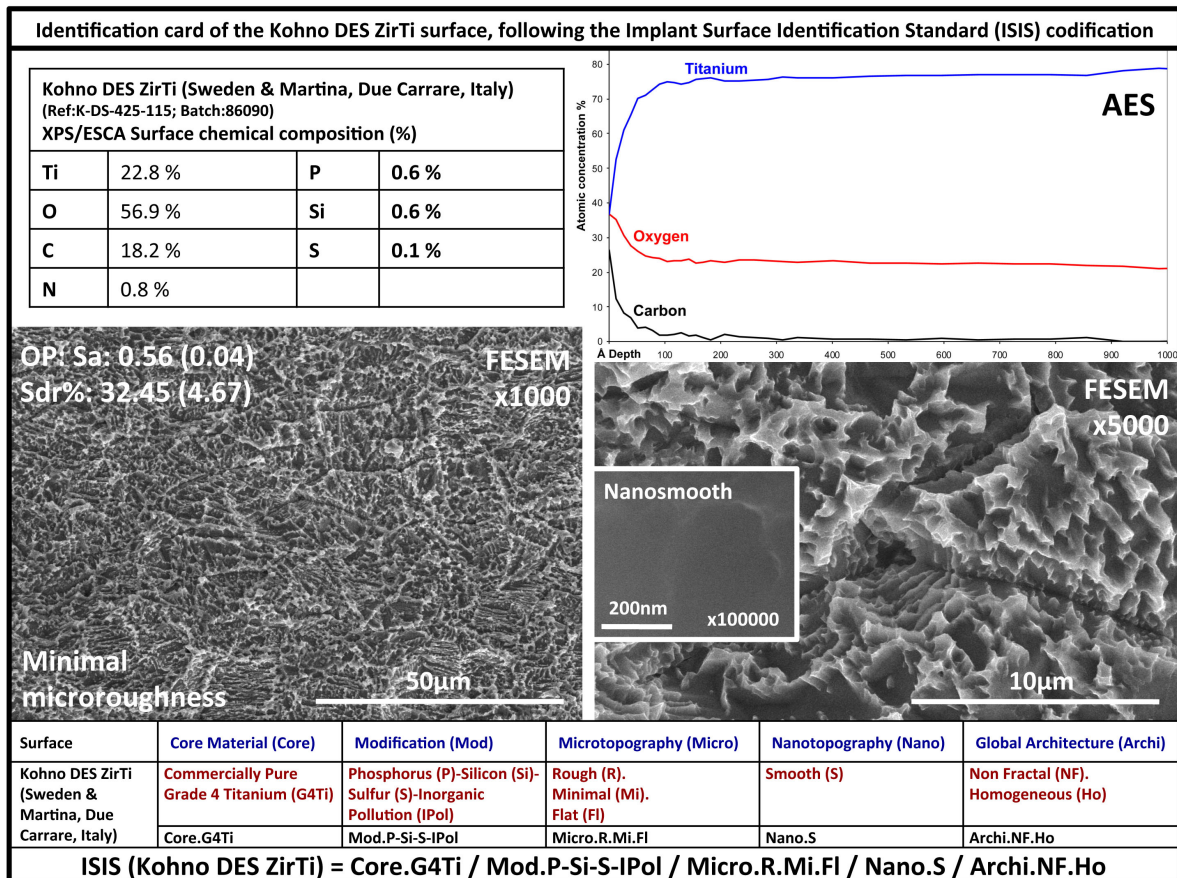 Identification card of the Kohno DES ZirTi surface, following the Implant Surface Identification Standard (ISIS) codification
Kohno DES ZirTi (Sweden & Martina, Due Carrare, Italy)
(Ref:K-DS-425-115; Batch:86090)
XPS/ESCA Surface chemical composition (%)
Ti 22.8 % P 0.6 %
O 56.9 % Si 0.6 %
C 18.2 % S 0.1 %
N 0.8 %
Atomic concentration %
80
70
60
50
40
30
20
10
0
Titanium
AES
Oxygen
Carbon
Å Depth 100 200 300 400 500 600 700 800 900 1000
OP: Sa: 0.56 (0.04)
Sdr%: 32.45 (4.67)
FESEM
x1000
Minimal
microroughness
50µm
FESEM
x5000
Nanosmooth
200nm
x100000
10µm
Surface Core Material (Core) Modification (Mod) Microtopography (Micro) Nanotopography (Nano) Global Architecture (Archi)
Kohno DES ZirTi
(Sweden &
Martina, Due
Carrare, Italy)
Commercially Pure
Grade 4 Titanium (G4Ti)
Phosphorus (P)-Silicon (Si)-
Sulfur (S)-Inorganic
Pollution (IPol)
Rough (R).
Minimal (Mi).
Flat (Fl)
Smooth (S)
Non Fractal (NF).
Homogeneous (Ho)
Core.G4Ti Mod.P-Si-S-IPol Micro.R.Mi.Fl Nano.S Archi.NF.Ho
ISIS (Kohno DES ZirTi) = Core.G4Ti / Mod.P-Si-S-IPol / Micro.R.Mi.Fl / Nano.S / Archi.NF.Ho